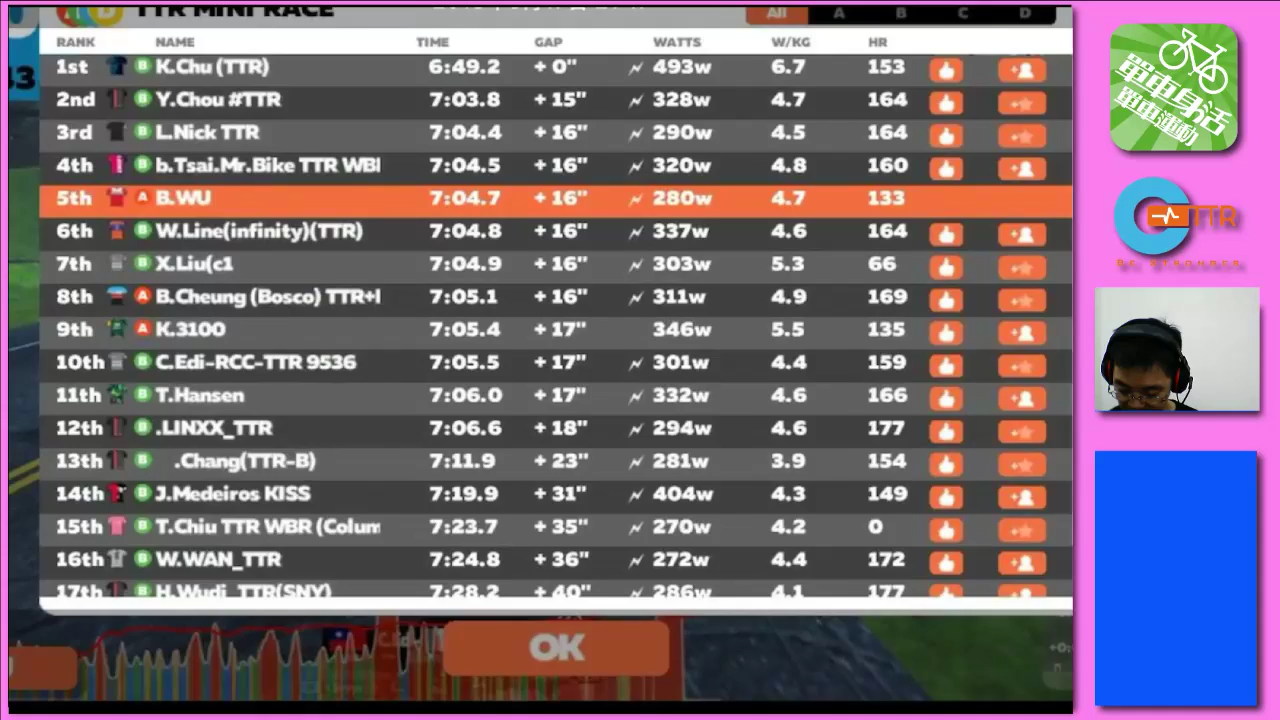 TTR MINI RACE
All A B C D
RANK NAME TIME GAP WATTS W/KG HR
1st B K.Chu (TTR) 6:49.2 + 0" 493w 6.7 153
2nd B Y.Chou #TTR 7:03.8 + 15" 328w 4.7 164
3rd B L.Nick TTR 7:04.4 + 16" 290w 4.5 164
4th B b.Tsai.Mr.Bike TTR WBI 7:04.5 + 16" 320w 4.8 160
5th A B.WU 7:04.7 + 16" 280w 4.7 133
6th B W.Line(infinity)(TTR) 7:04.8 + 16" 337w 4.6 164
7th B X.Liu(c1 7:04.9 + 16" 303w 5.3 66
8th A B.Cheung (Bosco) TTR+I 7:05.1 + 16" 311w 4.9 169
9th A K.3100 7:05.4 + 17" 346w 5.5 135
10th B C.Edi-RCC-TTR 9536 7:05.5 + 17" 301w 4.4 159
11th B T.Hansen 7:06.0 + 17" 332w 4.6 166
12th B .LINXX_TTR 7:06.6 + 18" 294w 4.6 177
13th B .Chang(TTR-B) 7:11.9 + 23" 281w 3.9 154
14th B J.Medeiros KISS 7:19.9 + 31" 404w 4.3 149
15th B T.Chiu TTR WBR (Colum 7:23.7 + 35" 270w 4.2 0
16th B W.WAN_TTR 7:24.8 + 36" 272w 4.4 172
17th B H.Wudi_TTR(SNY) 7:28.2 + 40" 286w 4.1 177
OK
單車身活
單車運動
TTR